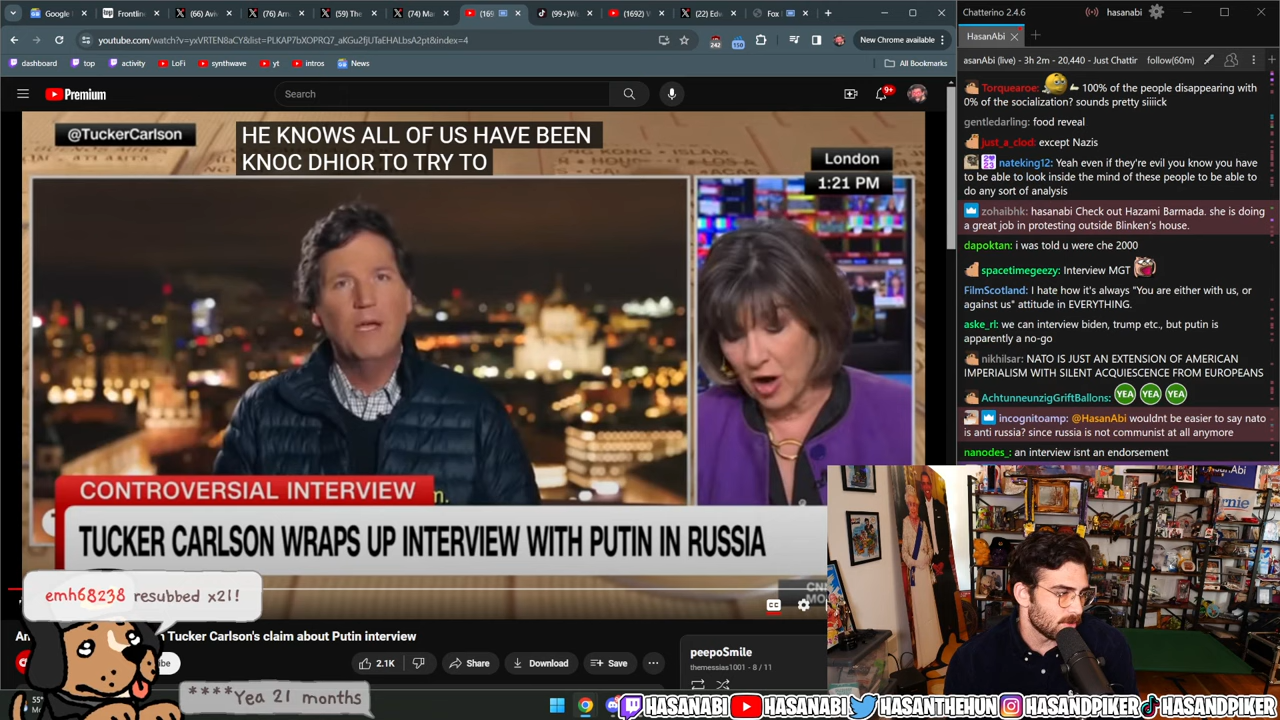 Google
Frontline
(66) Avi
(76) Arn
(59) The
(74) Ma
(169
(99+)Wo
(1692) V
(22) Ed
Fox
New Chrome available
youtube.com/watch?v=yxVRTEN8aCY&list=PLKAP7bXOPRQ7_aKGu2fjUTaEHALbsA2pt&index=4
242
150
dashboard
top
activity
LoFi
synthwave
yt
intros
News
All Bookmarks
Premium
Search
9+
@TuckerCarlson
HE KNOWS ALL OF US HAVE BEEN
KNOC DHIOR TO TRY TO
London
1:21 PM
CONTROVERSIAL INTERVIEW
TUCKER CARLSON WRAPS UP INTERVIEW WITH PUTIN IN RUSSIA
emh68238 resubbed x21!
Tucker Carlson's claim about Putin interview
2.1K
Share
Download
Save
peepoSmile
themessias1001 - 8 / 11
****Yea 21 months
Chatterino 2.4.6
hasanabi
HasanAbi
asanAbi (live) - 3h 2m - 20,440 - Just Chattir
follow(60m)
Torquearoe: 100% of the people disappearing with
0% of the socialization? sounds pretty siiiick
gentledarling: food reveal
just_a_clod: except Nazis
nateking12: Yeah even if they're evil you know you have
to be able to look inside the mind of these people to be able to
do any sort of analysis
zohaibhk: hasanabi Check out Hazami Barmada. she is doing
a great job in protesting outside Blinken's house.
dapoktan: i was told u were che 2000
spacetimegeezy: Interview MGT
FilmScotland: I hate how it's always "You are either with us, or
against us" attitude in EVERYTHING.
aske_rl: we can interview biden, trump etc., but putin is
apparently a no-go
nikhilsar: NATO IS JUST AN EXTENSION OF AMERICAN
IMPERIALISM WITH SILENT ACQUIESCENCE FROM EUROPEANS
AchtunneunzigGriftBallons: YEA YEA YEA
incognitoamp: @HasanAbi wouldnt be easier to say nato
is anti russia? since russia is not communist at all anymore
nanodes_: an interview isnt an endorsement
HASANABI
HASANABI
HASANTHEHUN
HASANDPIKER
HASANDPIKER